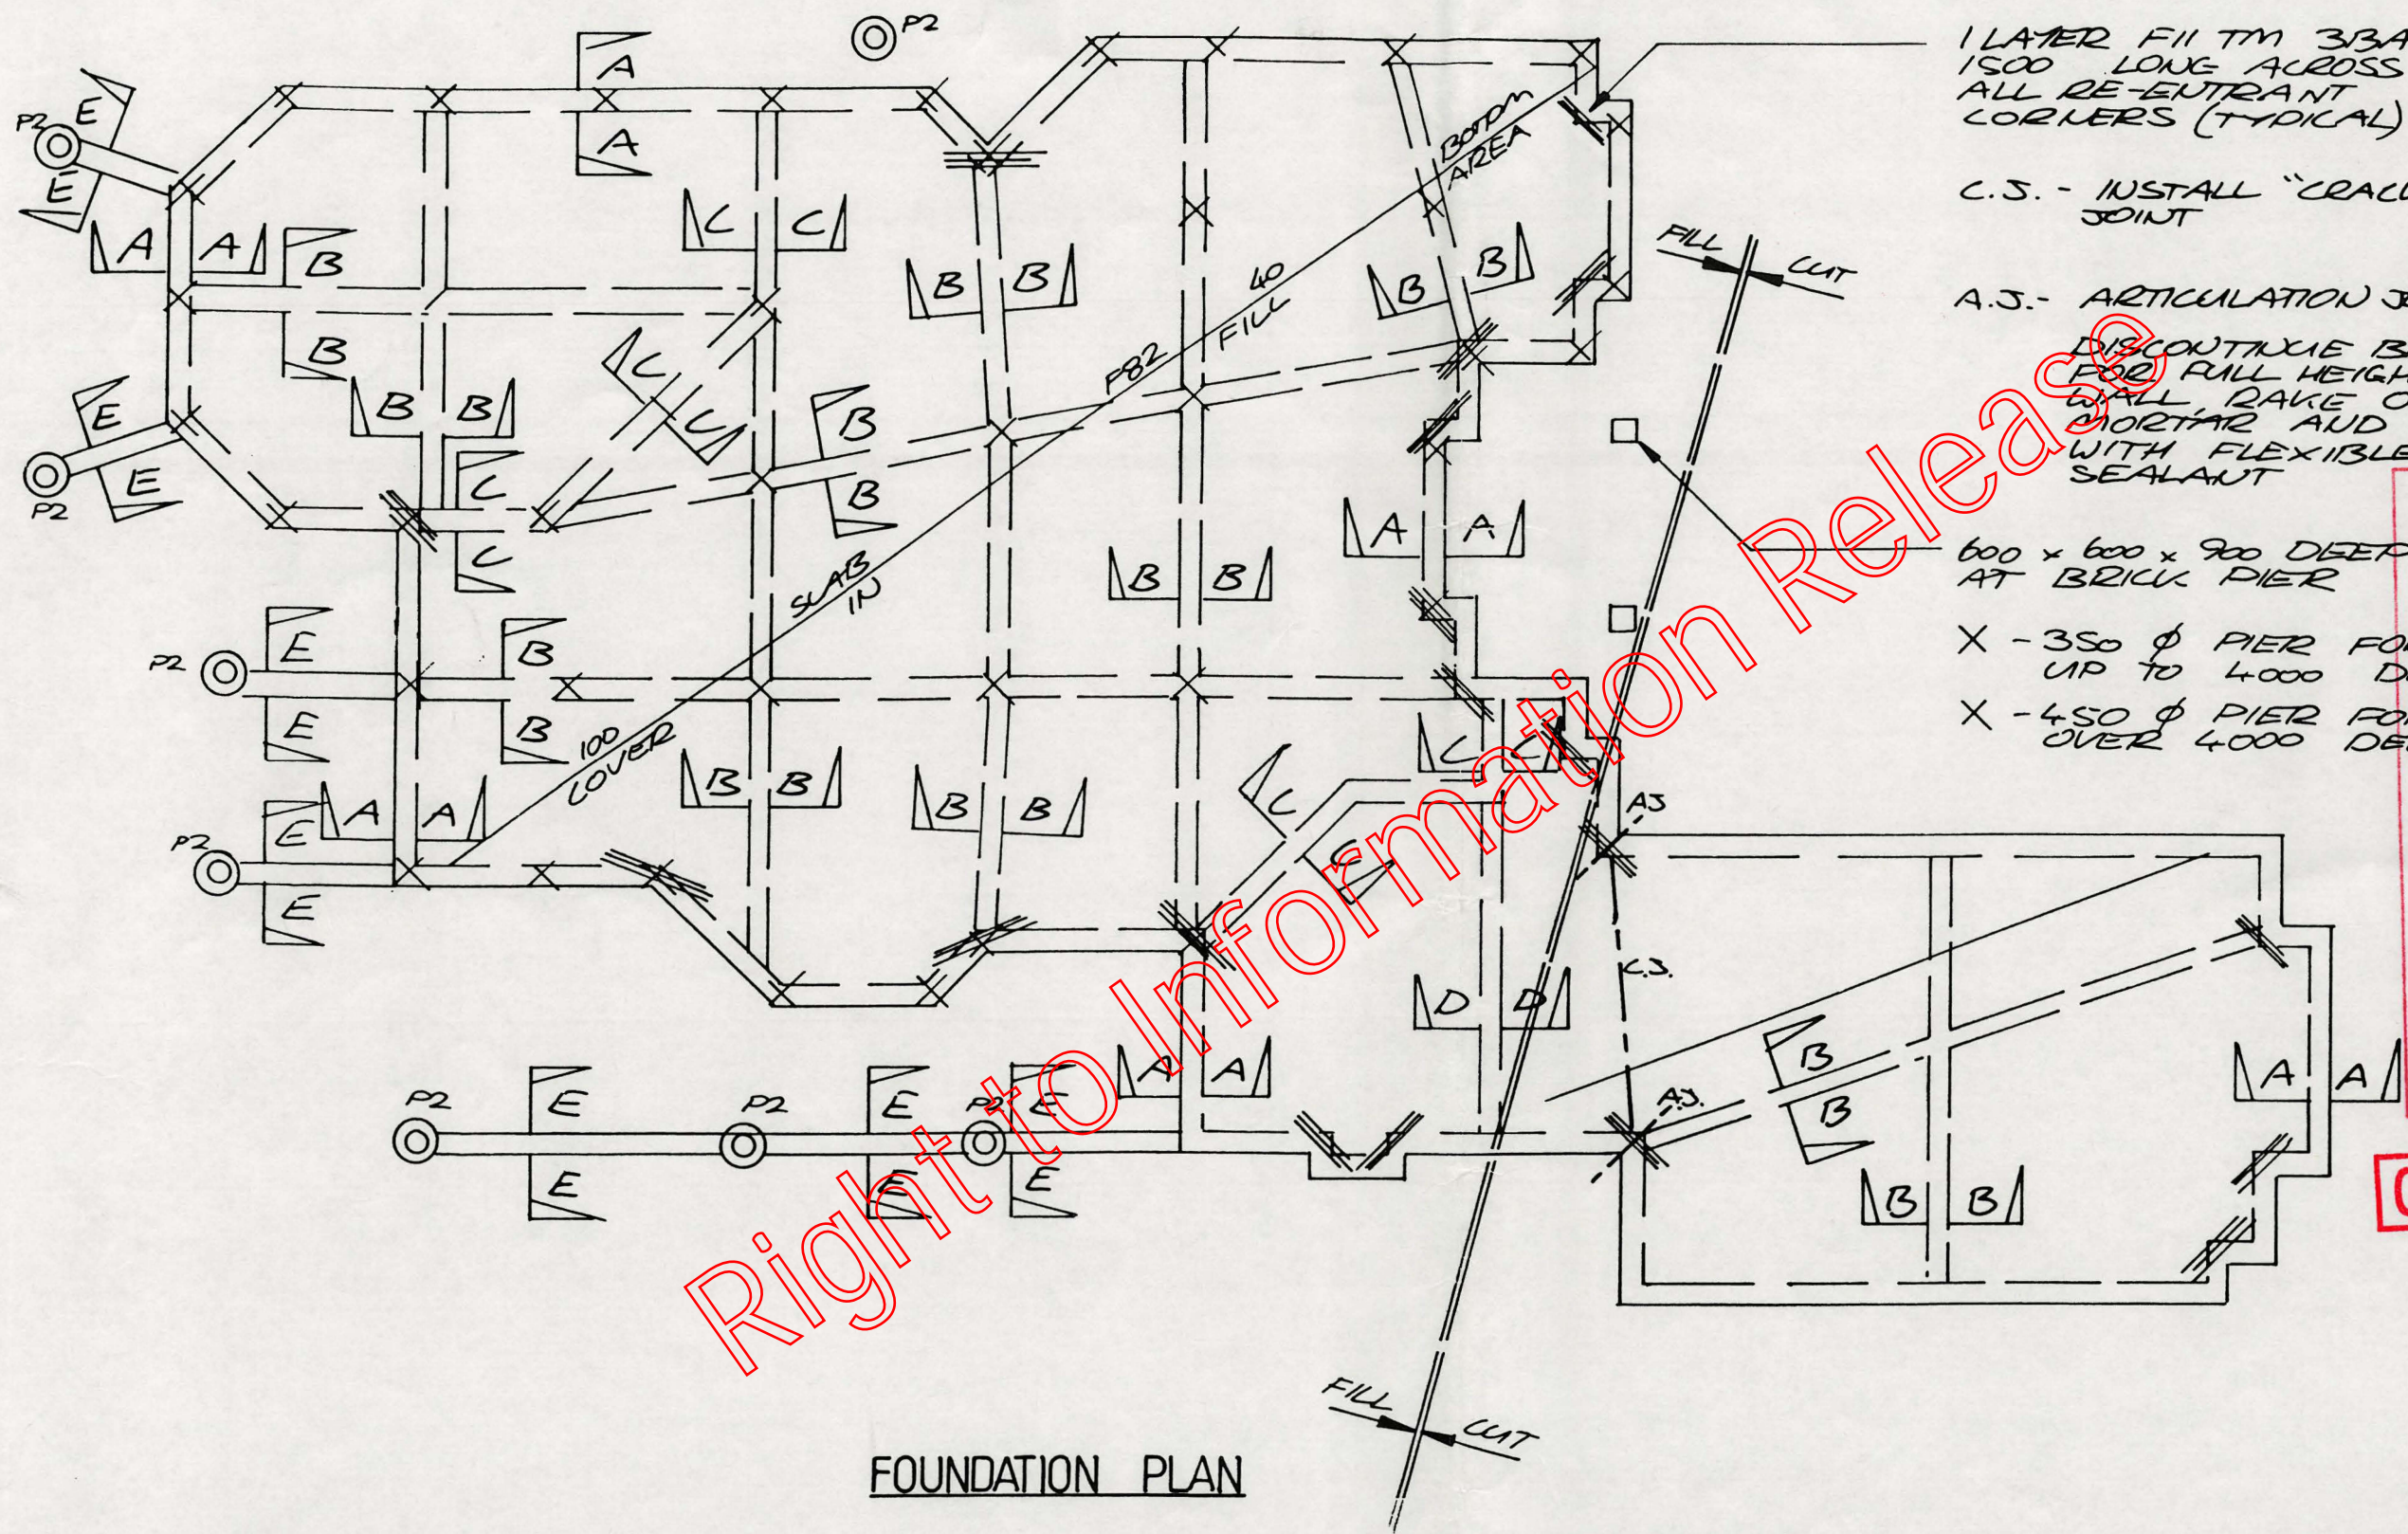 P2
1 LAYER F11 TM 3BA
1500 LONG ACROSS
ALL RE-ENTRANT
CORNERS (TYPICAL)
C.J. - INSTALL "CRAC
JOINT
A.J. - ARTICULATION JO
DISCONTINUE B
FOR FULL HEIGH
WALL, RAKE O
MORTAR AND
WITH FLEXIBLE
SEALANT
600 x 600 x 900 DEEP
AT BRICK PIER
X - 350 Ø PIER FO
UP TO 4000 D
X - 450 Ø PIER FO
OVER 4000 DE
A
A
E
P2
E
A A
B
B
C C
B B
B B
BOTTOM
AREA
FILL
CUT
40
FILL
F82
E
E
P2
B B
C
C
C
C
B
B
SLAB
IN
B B
A A
P2
E
E
B
B
100
COVER
A A
B B
B B
C C
C
C
P2
E
E
A.J.
C.J.
D D
A A
A.J.
B
B
B B
A A
P2
E
E
P2
E
E
P2
E
E
FILL
CUT
Right to Information Release
FOUNDATION PLAN